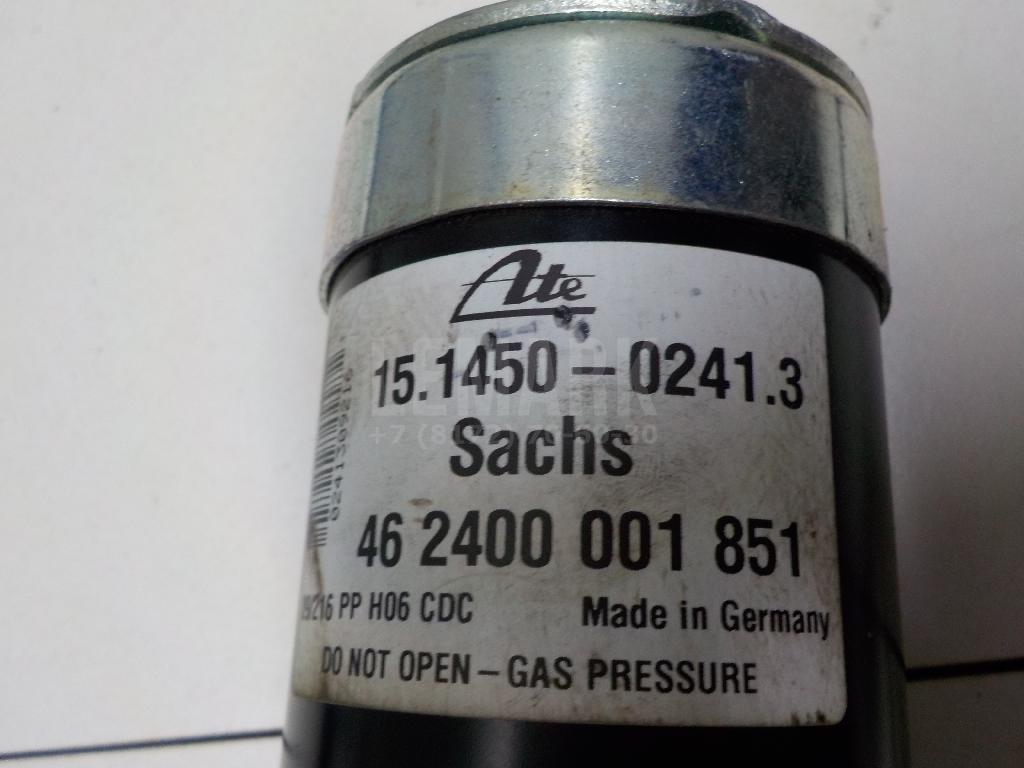 Ate
15.1450-0241.3
Sachs
46 2400 001 851
PP H06 CDC Made in Germany
DO NOT OPEN-GAS PRESSURE
LEMARK